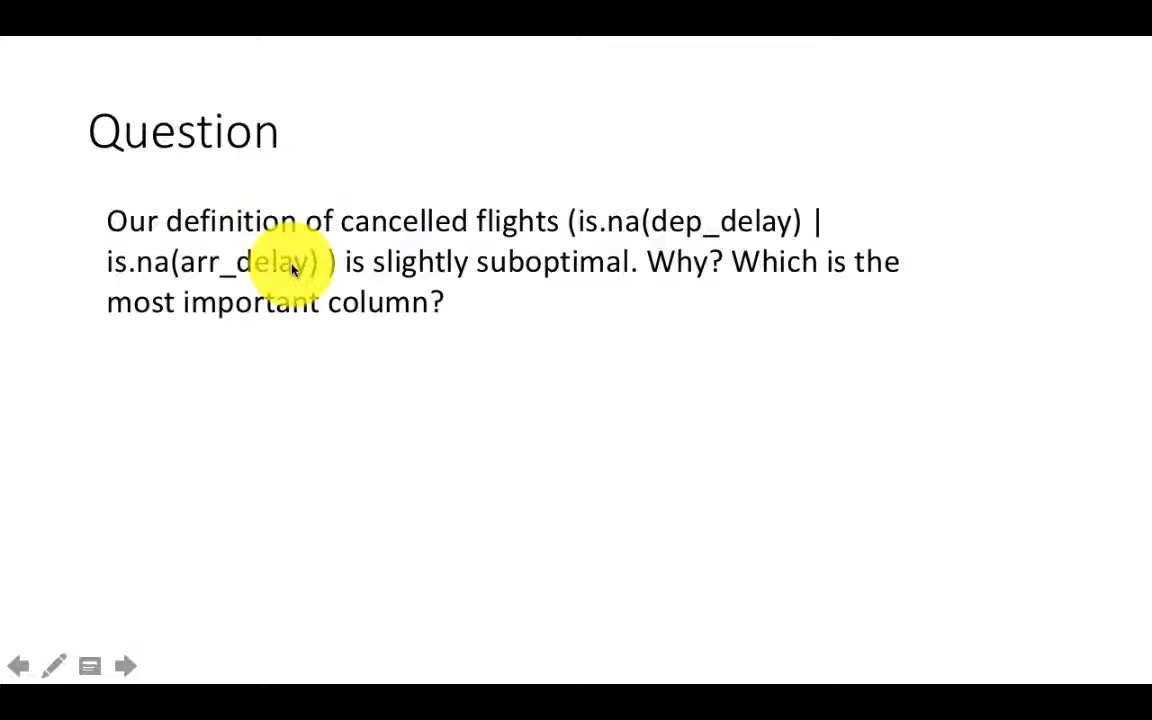 Question
Our definition of cancelled flights (is.na(dep_delay) |
is.na(arr_delay) ) is slightly suboptimal. Why? Which is the
most important column?